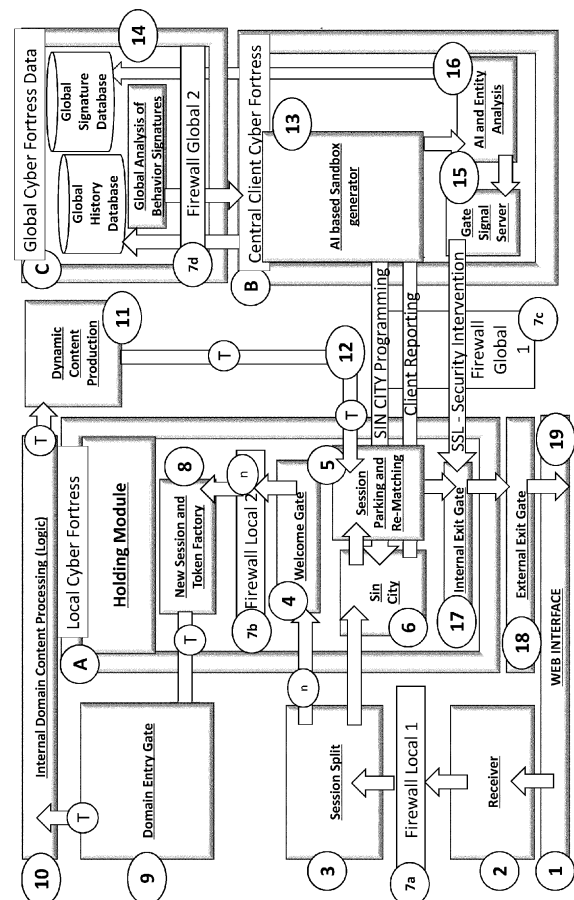 10
Internal Domain Content Processing (Logic)
T
T
9
Domain Entry Gate
T
A
Local Cyber Fortress
Holding Module
8
New Session and
Token Factory
n
7b
Firewall Local 2
4
Welcome Gate
n
3
Session Split
5
Session
Parking and
Re-Matching
6
Sin
City
17
Internal Exit Gate
18
External Exit Gate
7a
Firewall Local 1
2
Receiver
1
WEB INTERFACE
19
11
Dynamic
Content
Production
T
12
T
SIN CITY Programming
Client Reporting
SSL - Security Intervention
Firewall
Global
1
7c
C
Global Cyber Fortress Data
14
Global
History
Database
Global
Signature
Database
Global Analysis of
Behavior Signatures
7d
Firewall Global 2
B
Central Client Cyber Fortress
13
AI based Sandbox
generator
15
Gate
Signal
Server
16
AI and Entity
Analysis